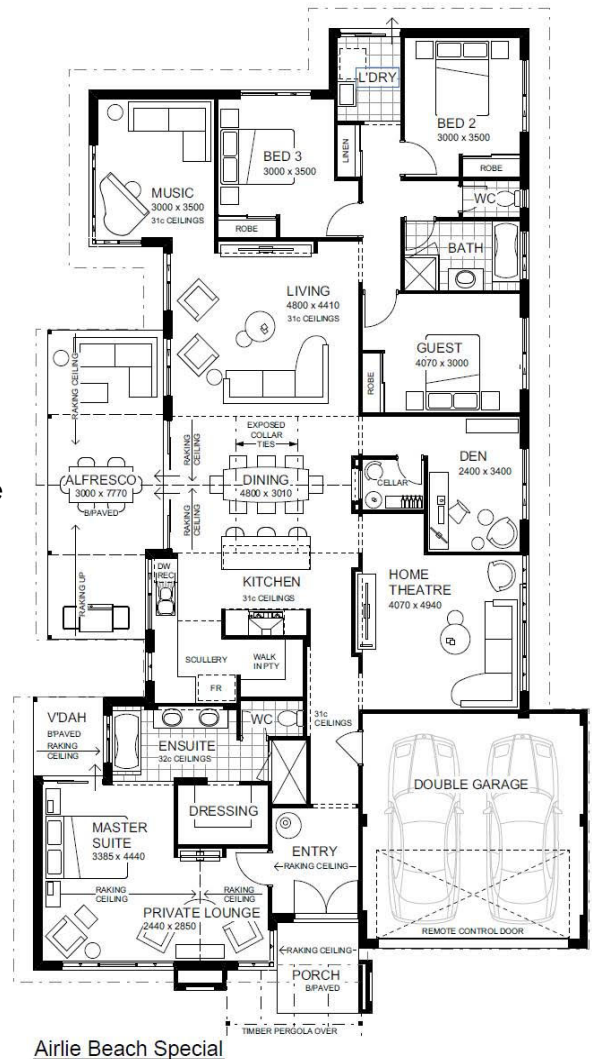 L'DRY
BED 2
3000 x 3500
LINEN
BED 3
3000 x 3500
ROBE
MUSIC
3000 x 3500
31c CEILINGS
WC
ROBE
BATH
LIVING
4800 x 4410
31c CEILINGS
GUEST
4070 x 3000
ROBE
RAKING CEILING
EXPOSED
COLLAR
TIES
RAKING
CEILING
DEN
2400 x 3400
ALFRESCO
3000 x 7770
B/PAVED
DINING
4800 x 3010
CELLAR
RAKING
CEILING
e
RAKING UP
DW
REC
KITCHEN
31c CEILINGS
HOME
THEATRE
4070 x 4940
SCULLERY
WALK
IN PTY
FR
V'DAH
B/PAVED
RAKING
CEILING
ENSUITE
32c CEILINGS
WC
31c
CEILINGS
DOUBLE GARAGE
DRESSING
MASTER
SUITE
3385 x 4440
ENTRY
RAKING CEILING
RAKING
CEILING
RAKING
CEILING
PRIVATE LOUNGE
2440 x 2850
REMOTE CONTROL DOOR
RAKING CEILING
PORCH
B/PAVED
TIMBER PERGOLA OVER
Airlie Beach Special